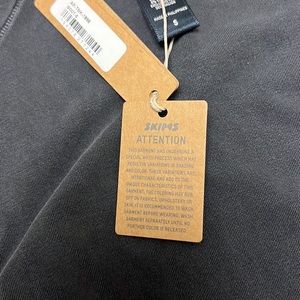 S
SKIMS
ATTENTION
THIS GARMENT HAS UNDERGONE A
SPECIAL WASH PROCESS WHICH MAY
RESULT IN VARIATIONS IN SHADING
AND COLOR. THESE VARIATIONS ARE
INTENTIONAL AND ADD TO THE
UNIQUE CHARACTERISTICS OF THIS
GARMENT. THE COLORING MAY RUB
OFF ON FABRICS, UPHOLSTERY OR
SKIN. IT IS RECOMMENDED TO WASH
GARMENT BEFORE WEARING. WASH
GARMENT SEPARATELY UNTIL NO
FURTHER COLOR IS RELEASED.